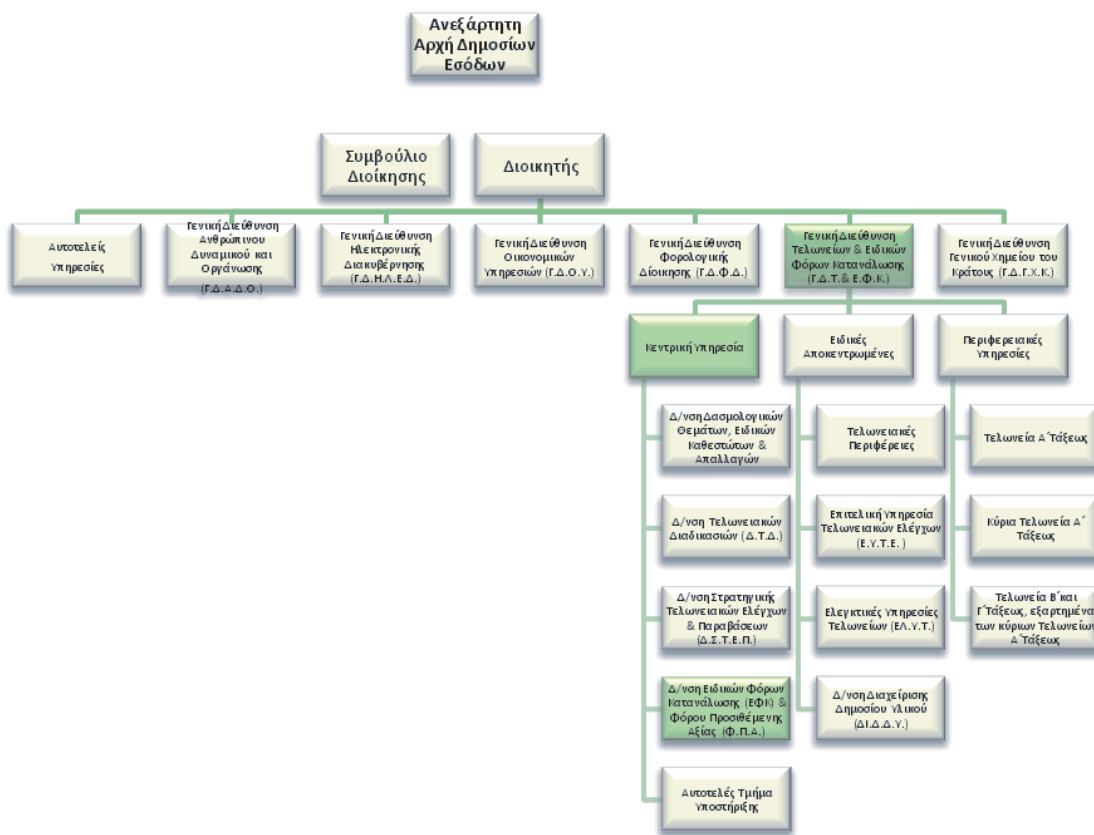 Ανεξάρτητη
Αρχή Δημοσίων
Εσόδων
Συμβούλιο
Διοίκησης
Διοικητής
Αυτοτελείς
Υπηρεσίες
Γενική Διεύθυνση
Ανθρώπινου
Δυναμικού και
Οργάνωσης
(Γ.Δ.Α.Δ.Ο.)
Γενική Διεύθυνση
Ηλεκτρονικής
Διακυβέρνησης
(Γ.Δ.ΗΛ.Ε.Δ.)
Γενική Διεύθυνση
Οικονομικών
Υπηρεσιών (Γ.Δ.Ο.Υ.)
Γενική Διεύθυνση
Φορολογικής
Δίοικησης (Γ.Δ.Φ.Δ.)
Γενική Διεύθυνση
Τελωνείων & Ειδικών
Φόρων Κατανάλωσης
(Γ.Δ.Τ.& Ε.Φ.Κ.)
Γενική Διεύθυνση
Γενικού Χημείου του
Κράτους (Γ.Δ.Γ.Χ.Κ.)
Κεντρική Υπηρεσία
Ειδικές
Αποκεντρωμένες
Περιφερειακές
Υπηρεσίες
Δ/νση Δασμολογικών
Θεμάτων, Ειδικών
Καθεστώτων &
Απαλλαγών
Δ/νση Τελωνειακών
Διαδικασιών (Δ.Τ.Δ.)
Δ/νση Στρατηγικής
Τελωνειακών Ελέγχων
& Παραβάσεων
(Δ.Σ.Τ.Ε.Π.)
Δ/νση Ειδικών Φόρων
Κατανάλωσης (ΕΦΚ) &
Φόρου Προσιθέμενης
Αξίας (Φ.Π.Α.)
Αυτοτελές Τμήμα
Υποστήριξης
Τελωνειακές
Περιφέρειες
Επιτελική Υπηρεσία
Τελωνειακών Ελέγχων
(Ε.Υ.Τ.Ε.)
Ελεγκτικές Υπηρεσίες
Τελωνείων (ΕΛ.Υ.Τ.)
Δ/νση Διαχείρισης
Δημοσίου Υλικού
(ΔΙ.Δ.Δ.Υ.)
Τελωνεία Α΄Τάξεως
Κύρια Τελωνεία Α΄
Τάξεως
Τελωνεία Β΄και
Γ΄Τάξεως, εξαρτημένα
των κύριων Τελωνείων
Α΄Τάξεως